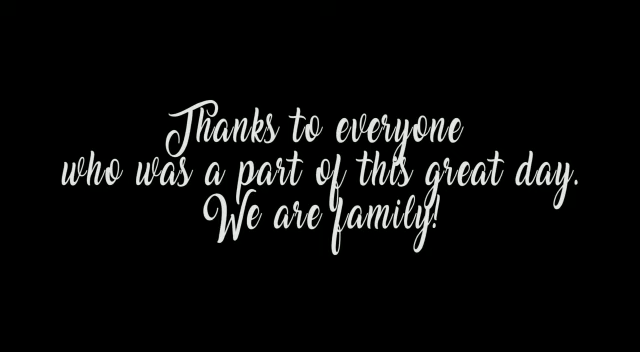 Thanks to everyone
who was a part of this great day.
We are family!